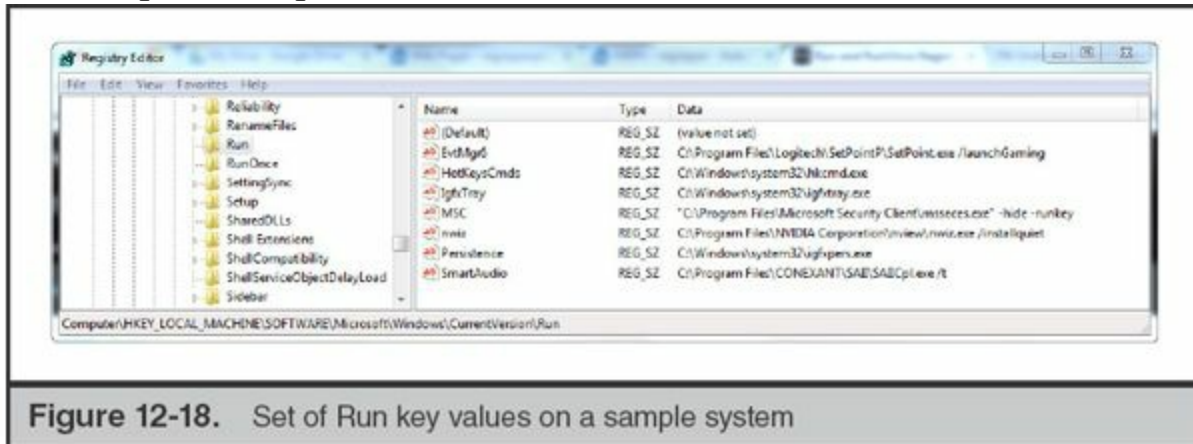 Registry Editor
File Edit View Favorites Help
Reliability
RenameFiles
Run
RunOnce
SettingSync
Setup
SharedDLLs
Shell Extensions
ShellCompatibility
ShellServiceObjectDelayLoad
Sidebar
Name Type Data
(Default) REG_SZ (value not set)
EvtMgr6 REG_SZ C:\Program Files\Logitech\SetPointP\SetPoint.exe /launchGaming
HotKeysCmds REG_SZ C:\Windows\system32\hkcmd.exe
IgfxTray REG_SZ C:\Windows\system32\igfxtray.exe
MSC REG_SZ "C:\Program Files\Microsoft Security Client\msseces.exe" -hide -runkey
nwiz REG_SZ C:\Program Files\NVIDIA Corporation\nview\nwiz.exe /installquiet
Persistence REG_SZ C:\Windows\system32\igfxpers.exe
SmartAudio REG_SZ C:\Program Files\CONEXANT\SAII\SAIICpl.exe /t
Computer\HKEY_LOCAL_MACHINE\SOFTWARE\Microsoft\Windows\CurrentVersion\Run
Figure 12-18. Set of Run key values on a sample system